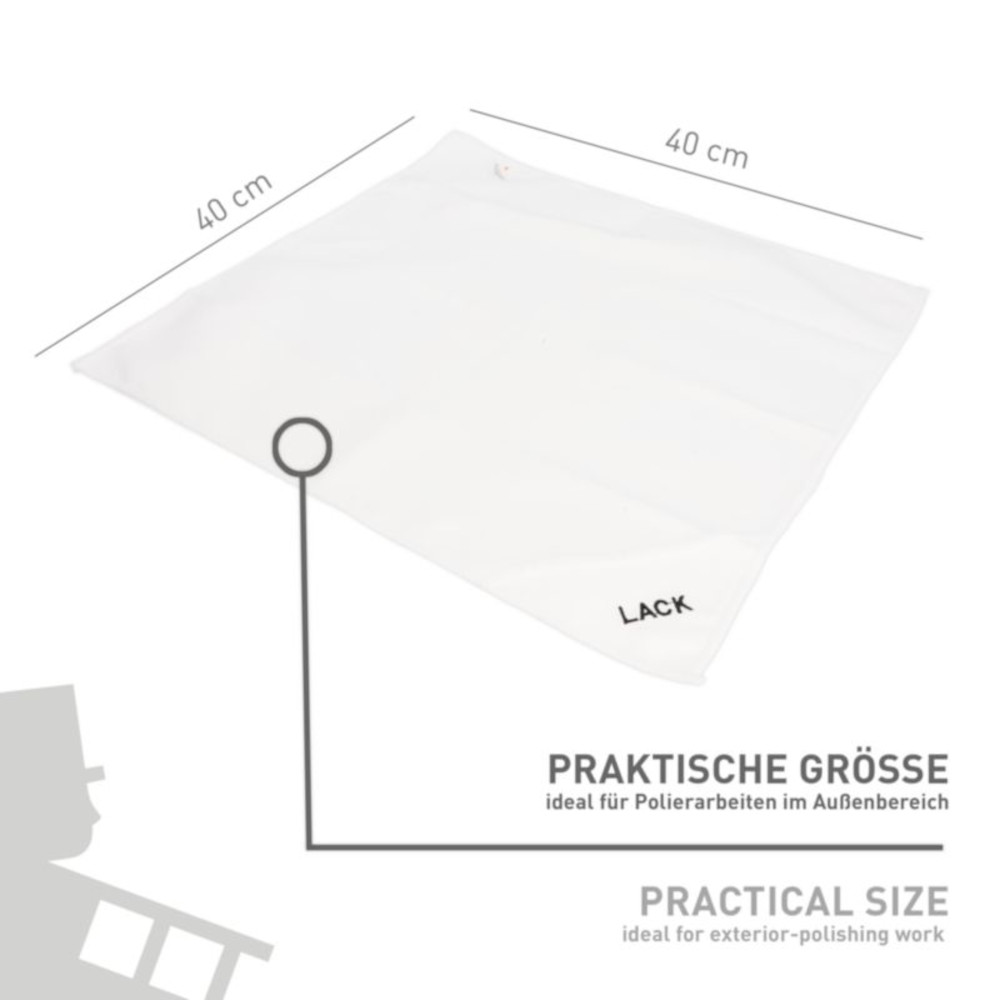 40 cm
40 cm
LACK
PRAKTISCHE GRÖSSE
ideal für Polierarbeiten im Außenbereich
PRACTICAL SIZE
ideal for exterior-polishing work